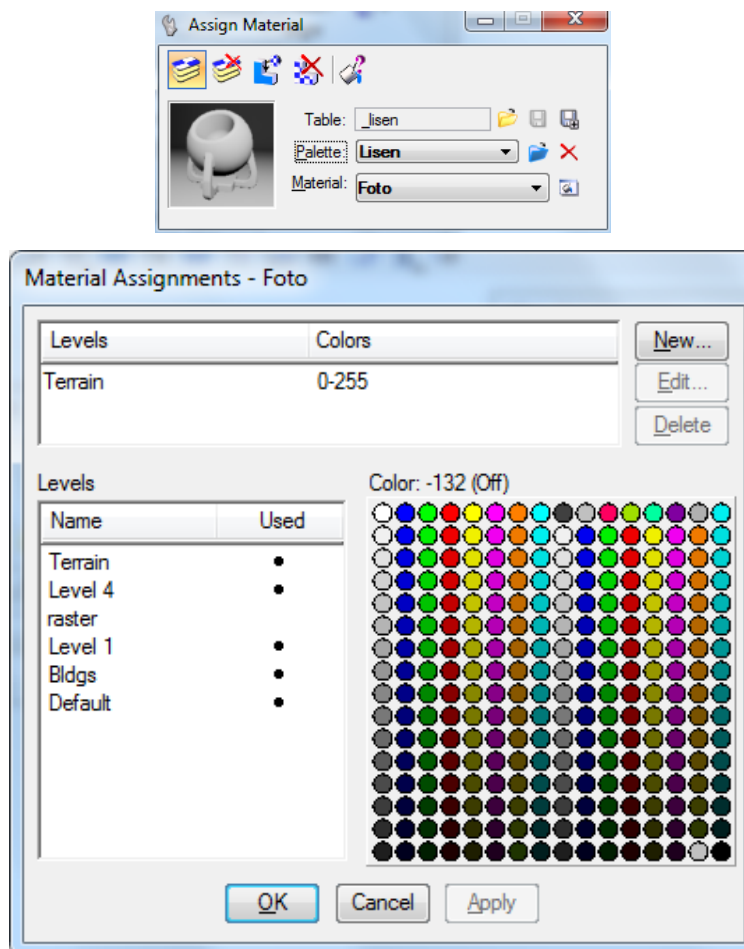 Assign Material
Table: _lisen
Palette: Lisen
Material: Foto
Material Assignments - Foto
Levels Colors New...
Terrain 0-255 Edit...
Delete
Levels Color: -132 (Off)
Name Used
Terrain •
Level 4 •
raster
Level 1 •
Bldgs •
Default •
OK Cancel Apply